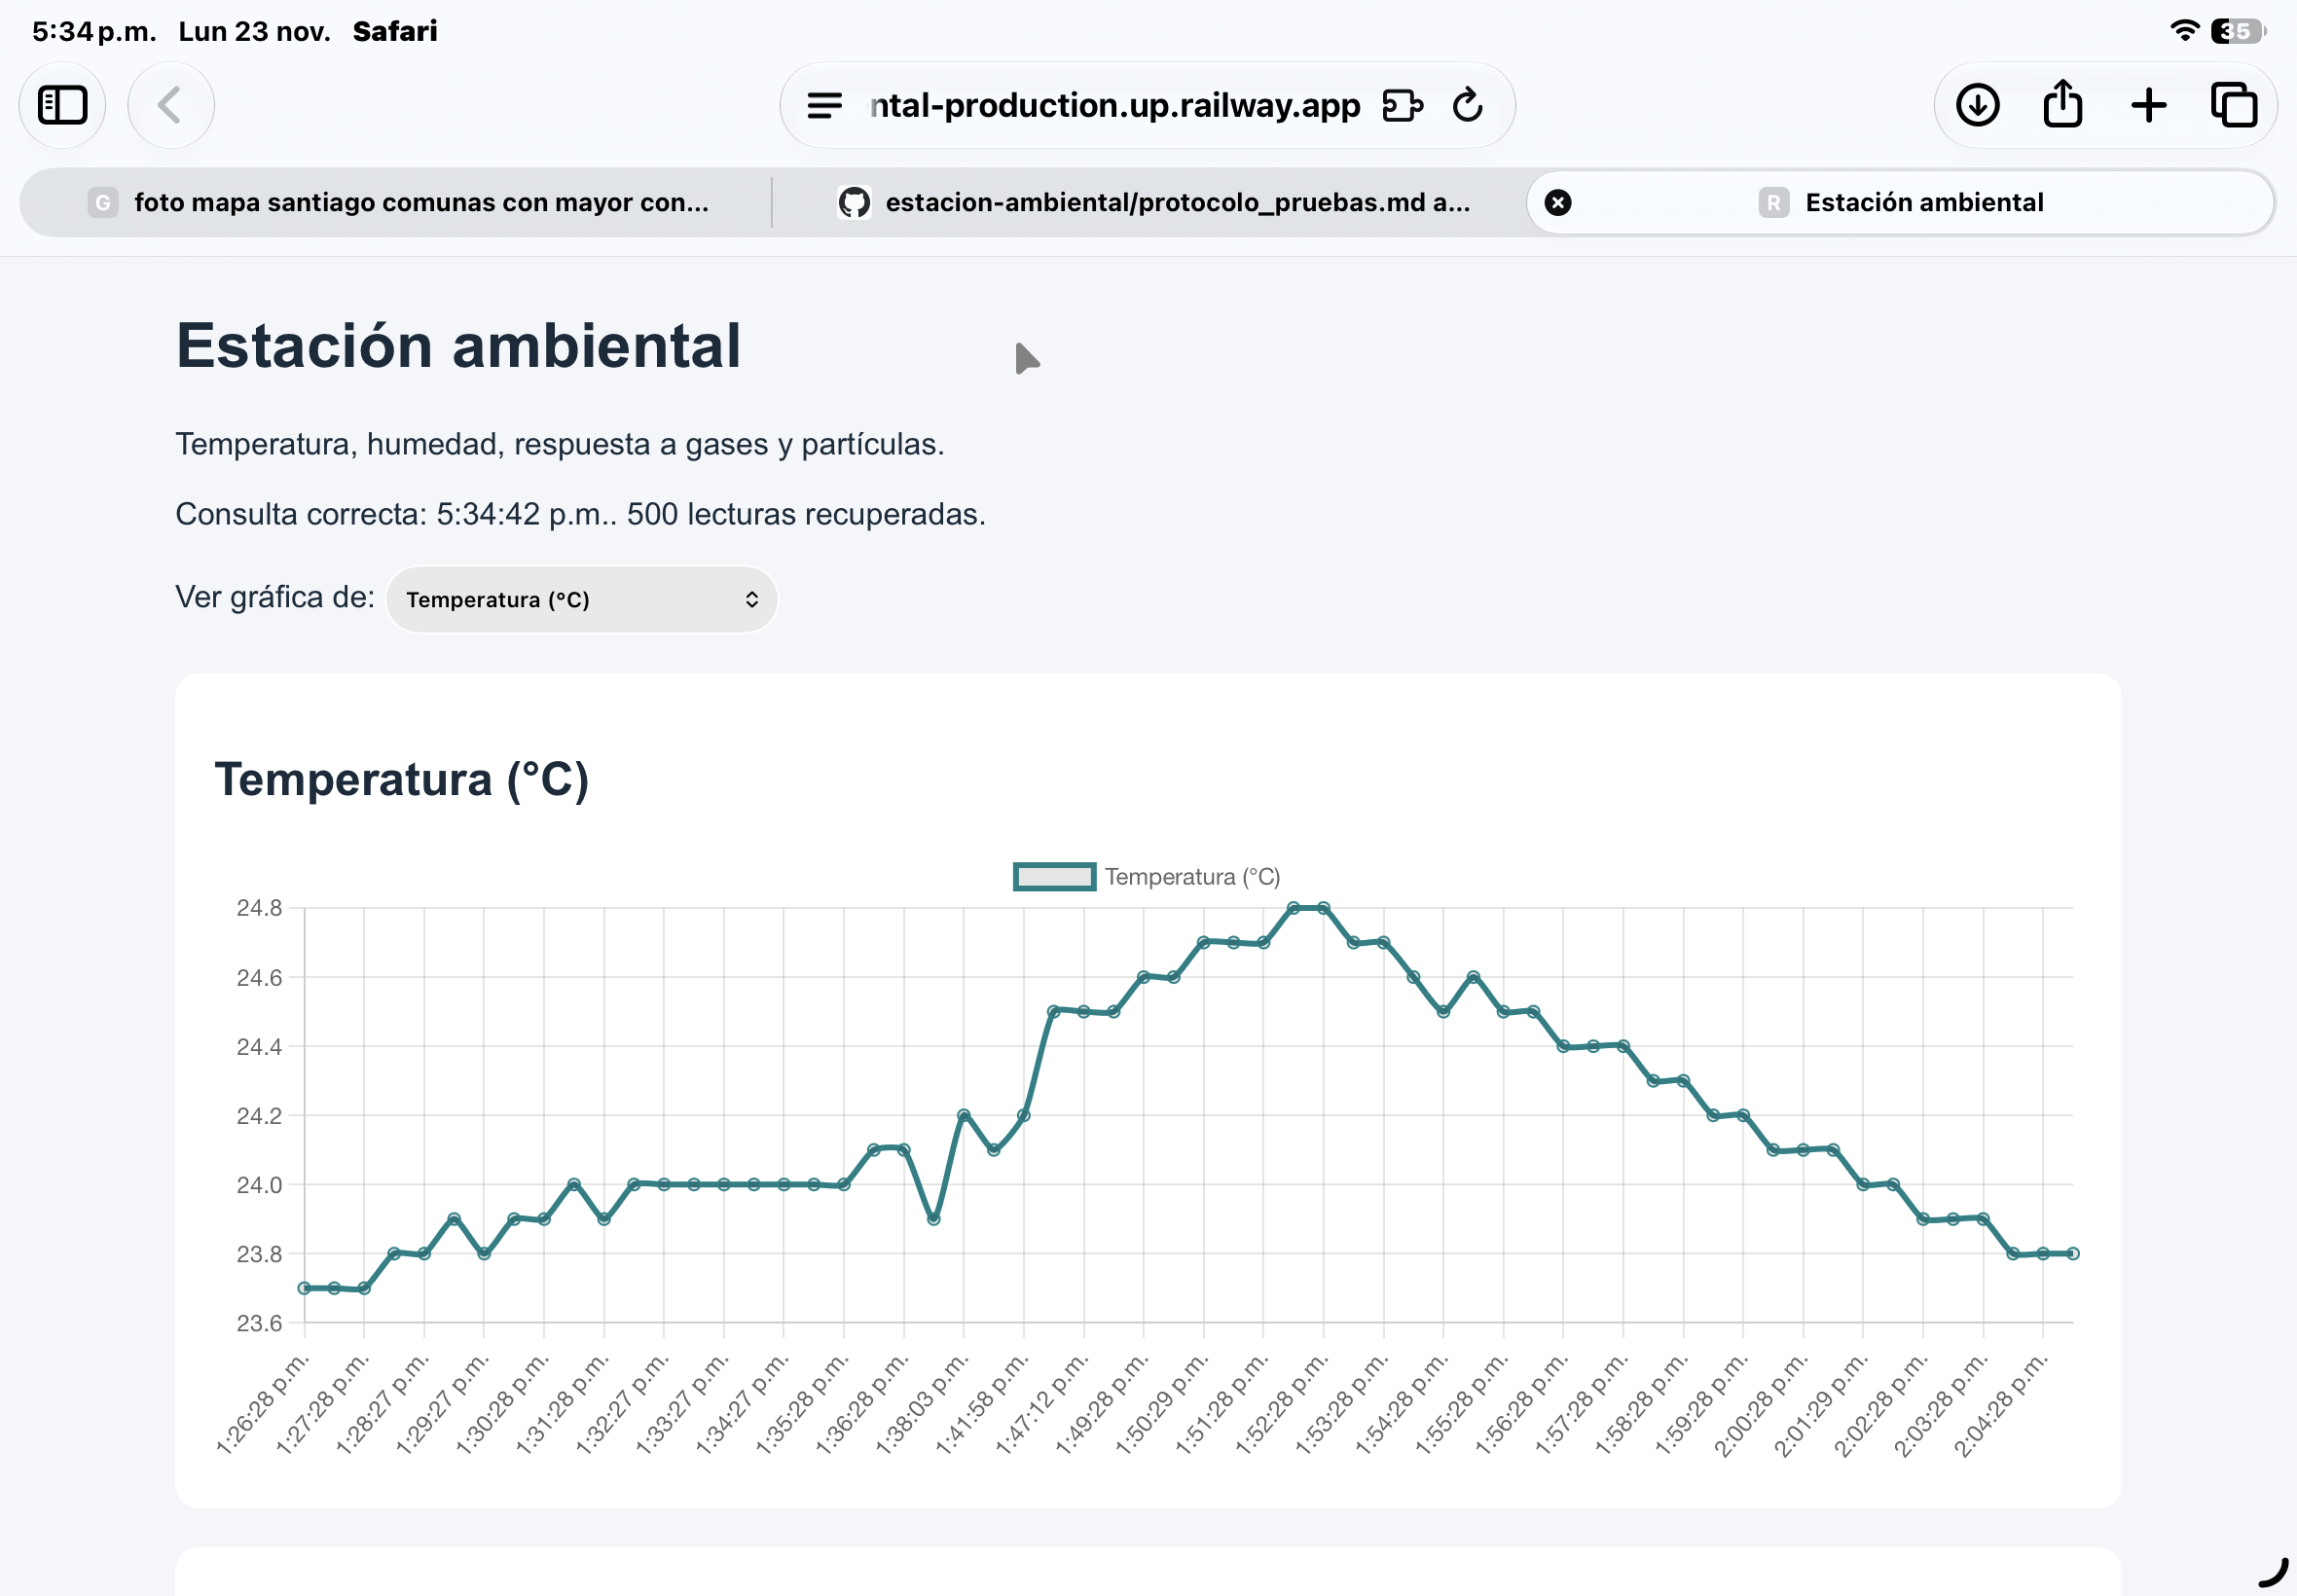 5:34 p.m. Lun 23 nov. Safari
35
ntal-production.up.railway.app
G foto mapa santiago comunas con mayor con...
estacion-ambiental/protocolo_pruebas.md a...
R Estación ambiental
Estación ambiental
Temperatura, humedad, respuesta a gases y partículas.
Consulta correcta: 5:34:42 p.m.. 500 lecturas recuperadas.
Ver gráfica de: Temperatura (°C)
Temperatura (°C)
Temperatura (°C)
24.8
24.6
24.4
24.2
24.0
23.8
23.6
1:26:28 p.m.
1:27:28 p.m.
1:28:27 p.m.
1:29:27 p.m.
1:30:28 p.m.
1:31:28 p.m.
1:32:27 p.m.
1:33:27 p.m.
1:34:27 p.m.
1:35:28 p.m.
1:36:28 p.m.
1:38:03 p.m.
1:41:58 p.m.
1:47:12 p.m.
1:49:28 p.m.
1:50:29 p.m.
1:51:28 p.m.
1:52:28 p.m.
1:53:28 p.m.
1:54:28 p.m.
1:55:28 p.m.
1:56:28 p.m.
1:57:28 p.m.
1:58:28 p.m.
1:59:28 p.m.
2:00:28 p.m.
2:01:29 p.m.
2:02:28 p.m.
2:03:28 p.m.
2:04:28 p.m.